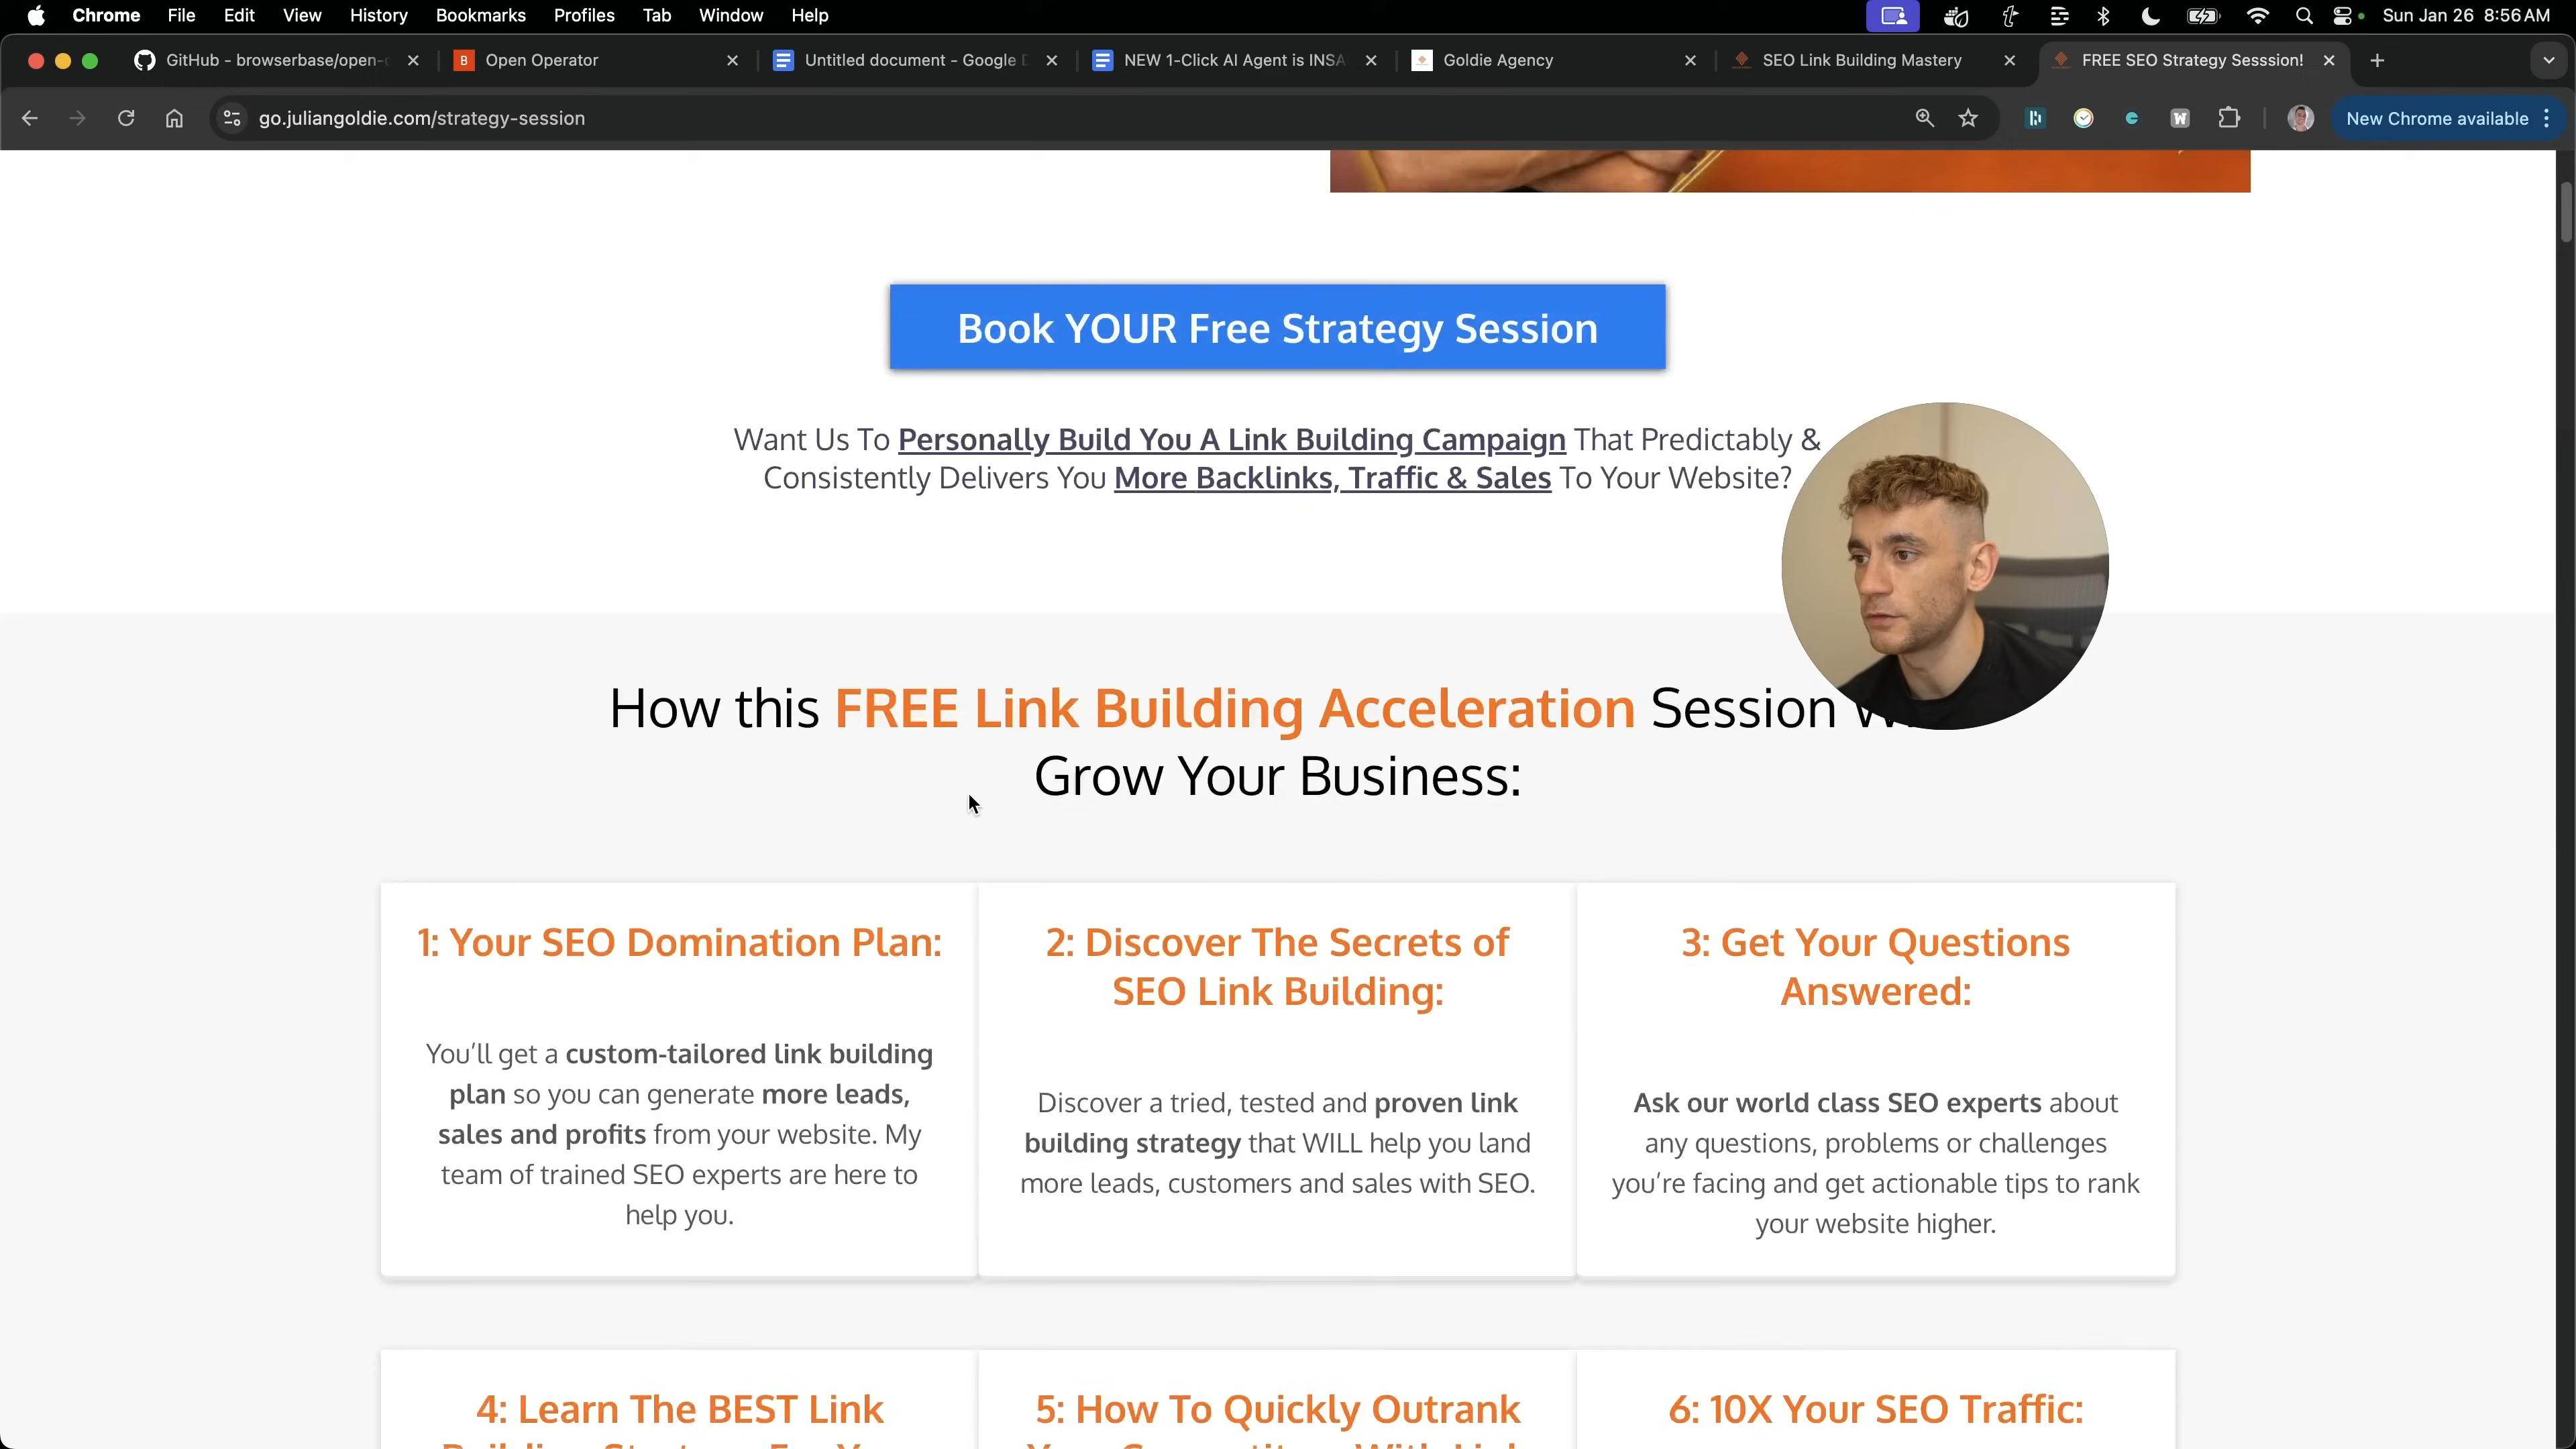 Chrome File Edit View History Bookmarks Profiles Tab Window Help Sun Jan 26 8:56 AM
GitHub - browserbase/open- Open Operator Untitled document - Google NEW 1-Click AI Agent is INSA Goldie Agency SEO Link Building Mastery FREE SEO Strategy Sesssion!
go.juliangoldie.com/strategy-session New Chrome available
Book YOUR Free Strategy Session
Want Us To Personally Build You A Link Building Campaign That Predictably &
Consistently Delivers You More Backlinks, Traffic & Sales To Your Website?
How this FREE Link Building Acceleration Session
Grow Your Business:
1: Your SEO Domination Plan:
You'll get a custom-tailored link building
plan so you can generate more leads,
sales and profits from your website. My
team of trained SEO experts are here to
help you.
2: Discover The Secrets of
SEO Link Building:
Discover a tried, tested and proven link
building strategy that WILL help you land
more leads, customers and sales with SEO.
3: Get Your Questions
Answered:
Ask our world class SEO experts about
any questions, problems or challenges
you're facing and get actionable tips to rank
your website higher.
4: Learn The BEST Link
5: How To Quickly Outrank
6: 10X Your SEO Traffic: